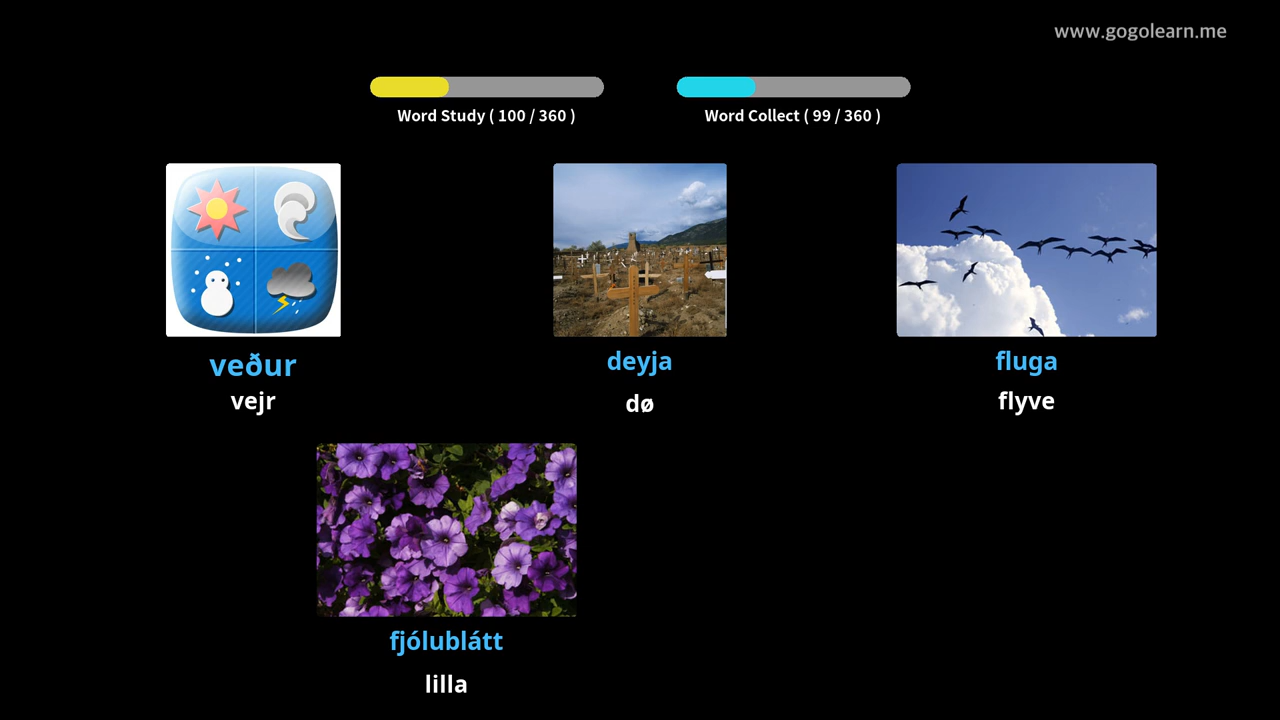 www.gogolearn.me
Word Study ( 100 / 360 )
Word Collect ( 99 / 360 )
veður
vejr
deyja
dø
fluga
flyve
fjólublátt
lilla